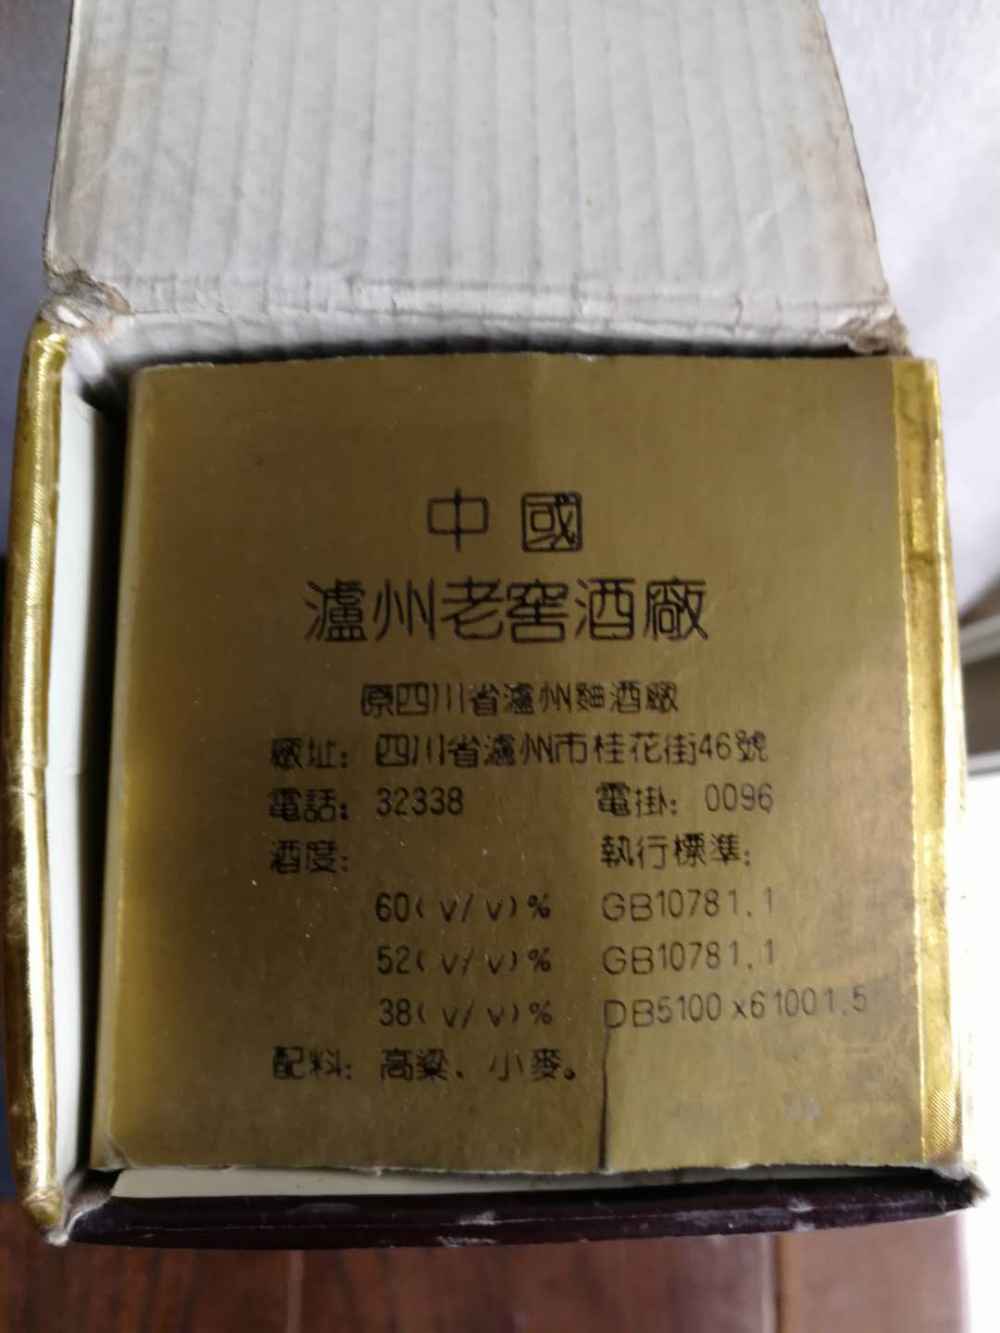 中國
瀘州老窖酒廠
原四川省瀘州麯酒廠
廠址：四川省瀘州市桂花街46號
電話：32338 電掛：0096
酒度： 執行標準：
60(v/v)% GB10781.1
52(v/v)% GB10781.1
38(v/v)% DB5100x61001.5
配料：高粱、小麥。